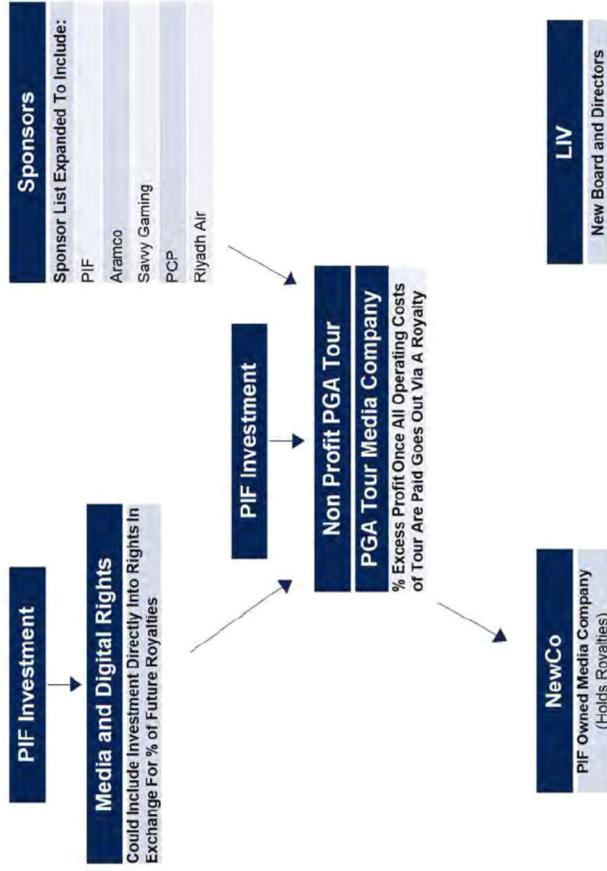 PIF Investment
Media and Digital Rights
Could Include Investment Directly Into Rights In
Exchange For % of Future Royalties
Sponsors
Sponsor List Expanded To Include:
PIF
Aramco
Savvy Gaming
PCP
Riyadh Air
PIF Investment
Non Profit PGA Tour
PGA Tour Media Company
% Excess Profit Once All Operating Costs
of Tour Are Paid Goes Out Via A Royalty
NewCo
PIF Owned Media Company
(Holds Royalties)
LIV
New Board and Directors